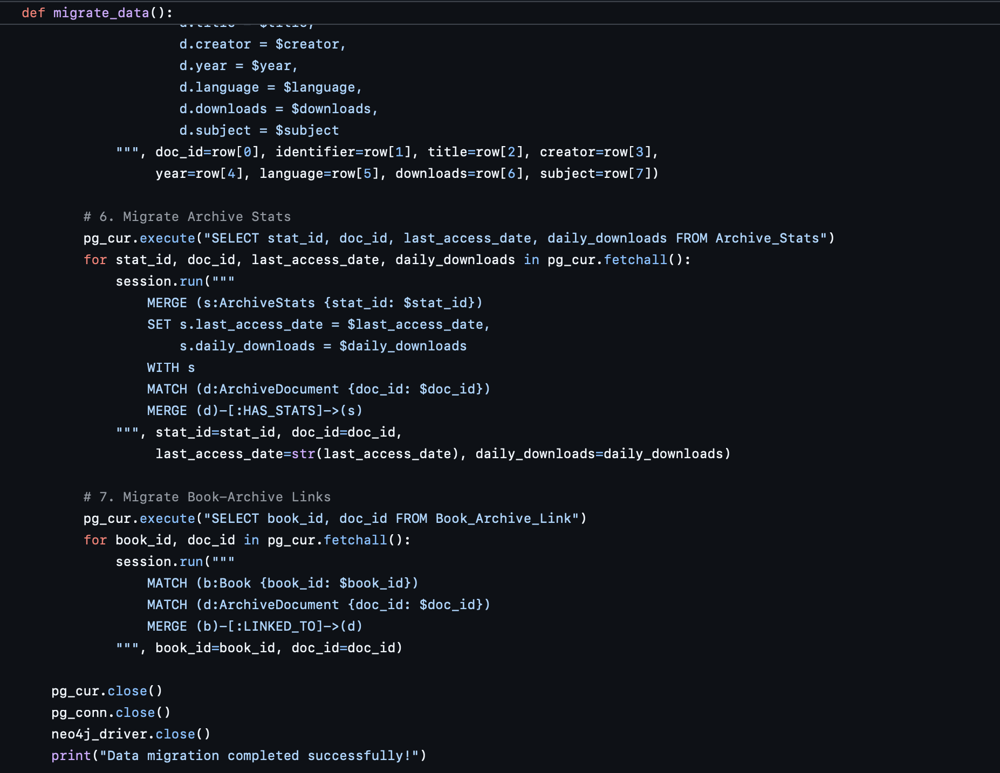 def migrate_data():
d.title = $title,
d.creator = $creator,
d.year = $year,
d.language = $language,
d.downloads = $downloads,
d.subject = $subject
""", doc_id=row[0], identifier=row[1], title=row[2], creator=row[3],
year=row[4], language=row[5], downloads=row[6], subject=row[7])
# 6. Migrate Archive Stats
pg_cur.execute("SELECT stat_id, doc_id, last_access_date, daily_downloads FROM Archive_Stats")
for stat_id, doc_id, last_access_date, daily_downloads in pg_cur.fetchall():
session.run("""
MERGE (s:ArchiveStats {stat_id: $stat_id})
SET s.last_access_date = $last_access_date,
s.daily_downloads = $daily_downloads
WITH s
MATCH (d:ArchiveDocument {doc_id: $doc_id})
MERGE (d)-[:HAS_STATS]->(s)
""", stat_id=stat_id, doc_id=doc_id,
last_access_date=str(last_access_date), daily_downloads=daily_downloads)
# 7. Migrate Book-Archive Links
pg_cur.execute("SELECT book_id, doc_id FROM Book_Archive_Link")
for book_id, doc_id in pg_cur.fetchall():
session.run("""
MATCH (b:Book {book_id: $book_id})
MATCH (d:ArchiveDocument {doc_id: $doc_id})
MERGE (b)-[:LINKED_TO]->(d)
""", book_id=book_id, doc_id=doc_id)
pg_cur.close()
pg_conn.close()
neo4j_driver.close()
print("Data migration completed successfully!")